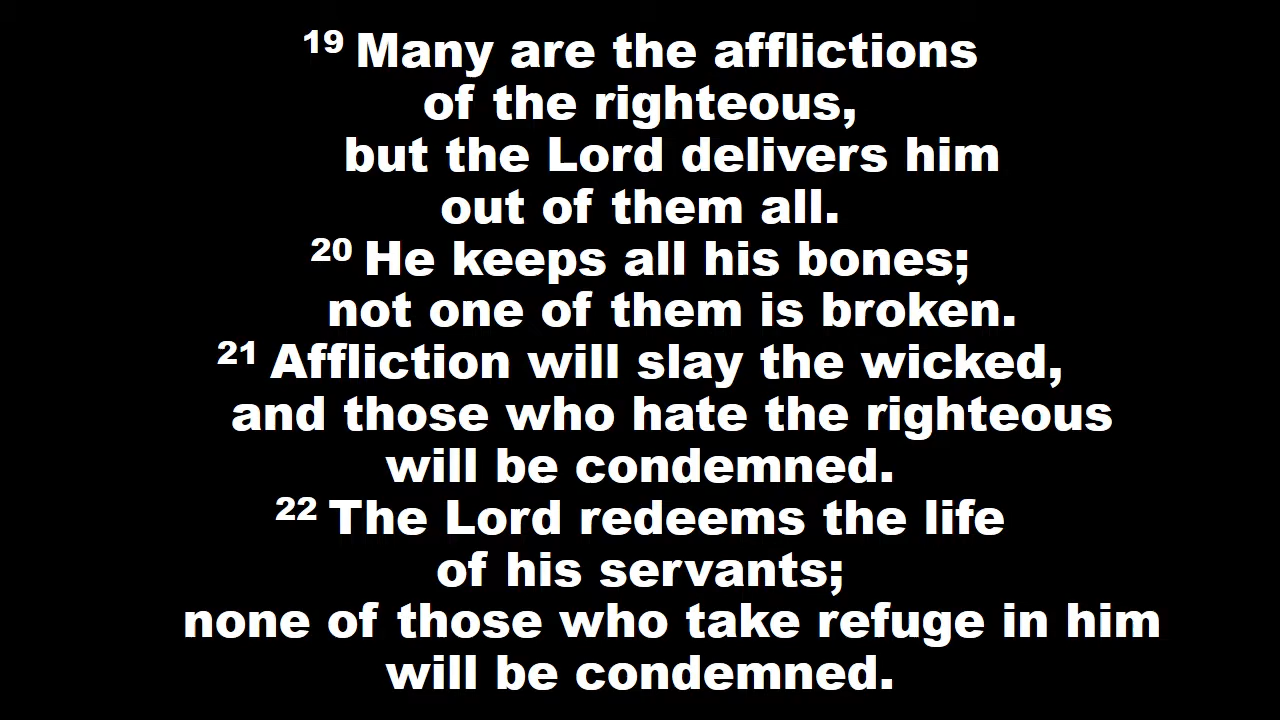 19 Many are the afflictions
of the righteous,
but the Lord delivers him
out of them all.
20 He keeps all his bones;
not one of them is broken.
21 Affliction will slay the wicked,
and those who hate the righteous
will be condemned.
22 The Lord redeems the life
of his servants;
none of those who take refuge in him
will be condemned.